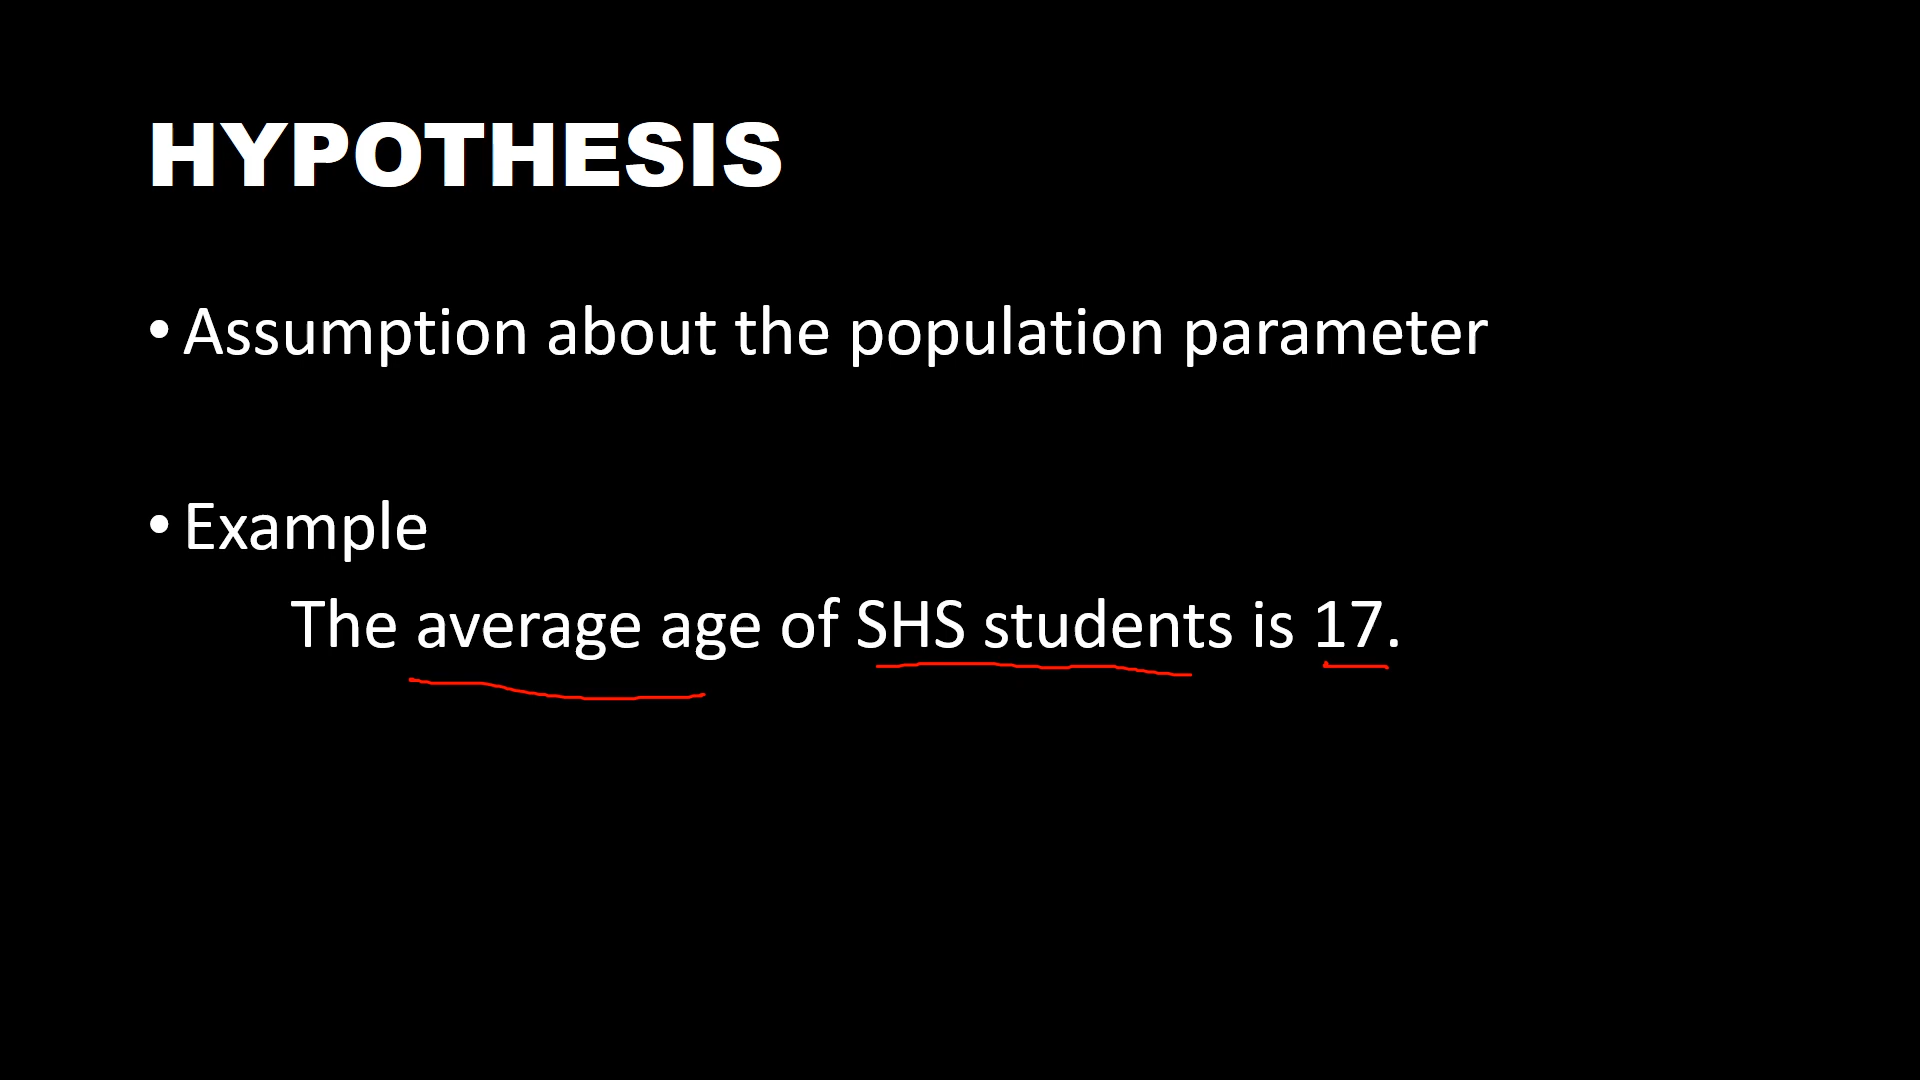 HYPOTHESIS
• Assumption about the population parameter
• Example
The average age of SHS students is 17.